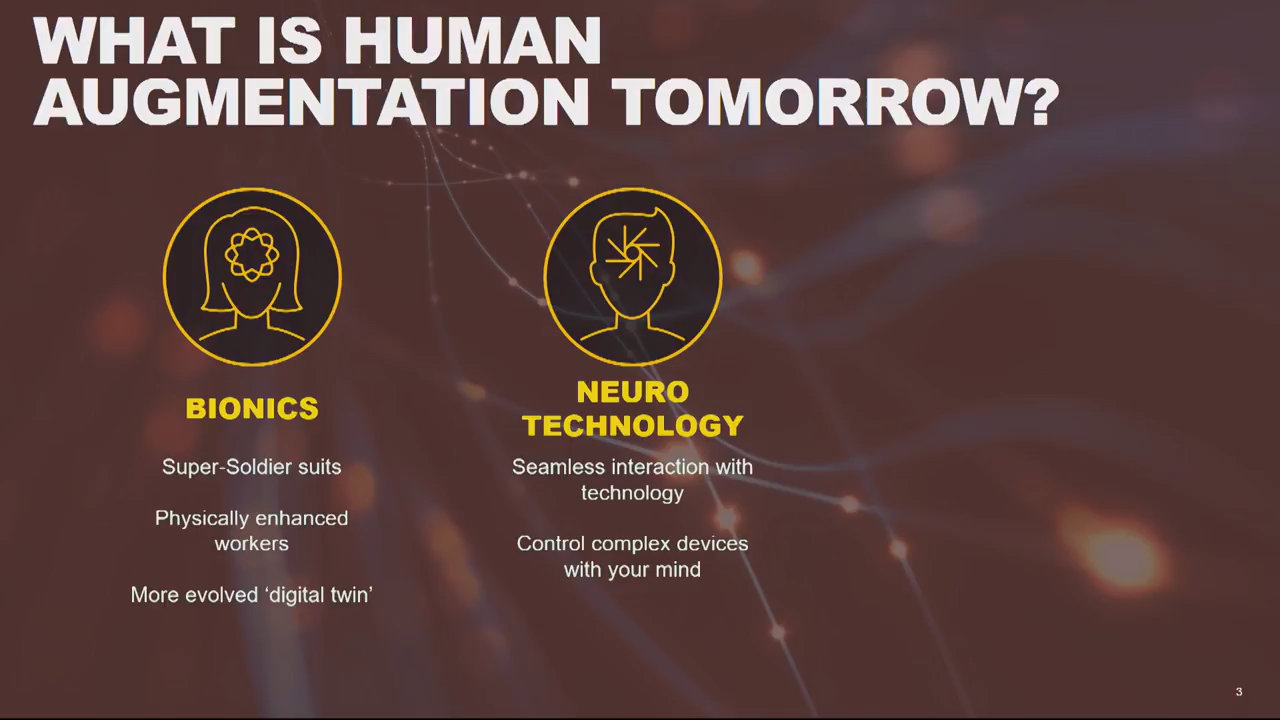 WHAT IS HUMAN
AUGMENTATION TOMORROW?
BIONICS
Super-Soldier suits
Physically enhanced
workers
More evolved ‘digital twin’
NEURO
TECHNOLOGY
Seamless interaction with
technology
Control complex devices
with your mind
3